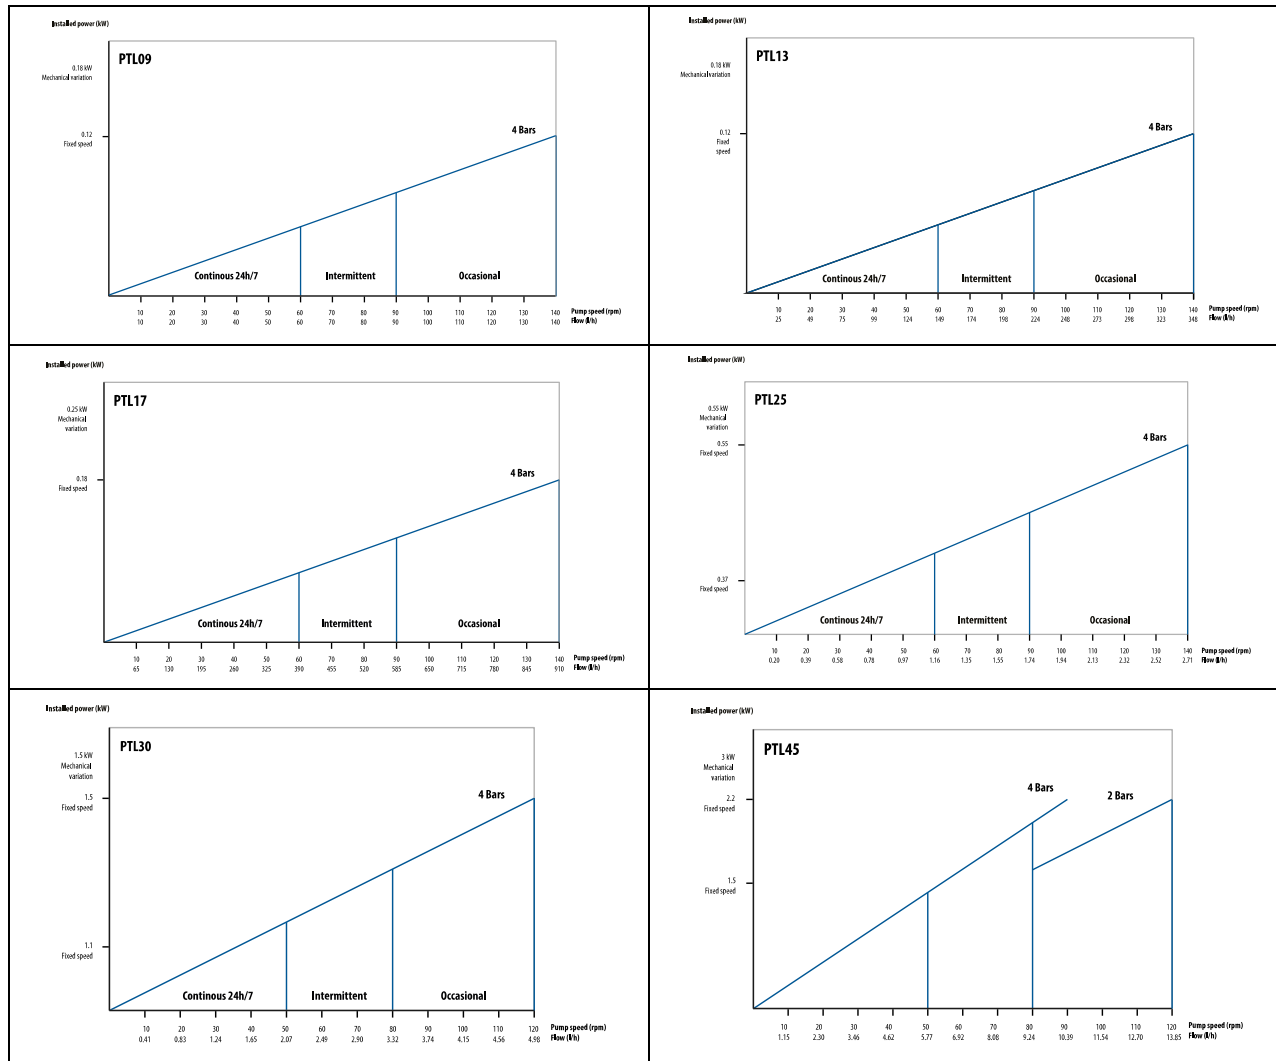 Installed power (kW)
PTL09
0.18 kW
Mechanical variation
0.12
Fixed speed
4 Bars
Continous 24h/7 Intermittent Occasional
10 20 30 40 50 60 70 80 90 100 110 120 130 140 Pump speed (rpm)
10 20 30 40 50 60 70 80 90 100 110 120 130 140 Flow (l/h)
Installed power (kW)
PTL13
0.18 kW
Mechanical variation
0.12
Fixed
speed
4 Bars
Continous 24h/7 Intermittent Occasional
10 20 30 40 50 60 70 80 90 100 110 120 130 140 Pump speed (rpm)
25 49 75 99 124 149 174 198 224 248 273 298 323 348 Flow (l/h)
Installed power (kW)
PTL17
0.25 kW
Mechanical
variation
0.18
Fixed speed
4 Bars
Continous 24h/7 Intermittent Occasional
10 20 30 40 50 60 70 80 90 100 110 120 130 140 Pump speed (rpm)
65 130 195 260 325 390 455 520 585 650 715 780 845 910 Flow (l/h)
Installed power (kW)
PTL25
0.55 kW
Mechanical
variation
0.55
Fixed speed
4 Bars
0.37
Fixed speed
Continous 24h/7 Intermittent Occasional
10 20 30 40 50 60 70 80 90 100 110 120 130 140 Pump speed (rpm)
0.20 0.39 0.58 0.78 0.97 1.16 1.35 1.55 1.74 1.94 2.13 2.32 2.52 2.71 Flow (l/h)
Installed power (kW)
PTL30
1.5 kW
Mechanical
variation
1.5
Fixed speed
4 Bars
1.1
Fixed speed
Continous 24h/7 Intermittent Occasional
10 20 30 40 50 60 70 80 90 100 110 120 Pump speed (rpm)
0.41 0.83 1.24 1.65 2.07 2.49 2.90 3.32 3.74 4.15 4.56 4.98 Flow (l/h)
Installed power (kW)
PTL45
3 kW
Mechanical
variation
2.2
Fixed speed
4 Bars
2 Bars
1.5
Fixed speed
10 20 30 40 50 60 70 80 90 100 110 120 Pump speed (rpm)
1.15 2.30 3.46 4.62 5.77 6.92 8.08 9.24 10.39 11.54 12.70 13.85 Flow (l/h)